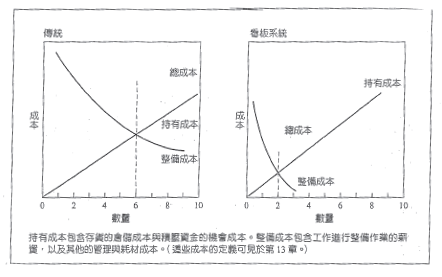 傳統
總成本
持有成本
整備成本
成本
0 2 4 6 8 10
數量
看板系統
持有成本
總成本
整備成本
成本
0 2 4 6 8 10
數量
持有成本包含存貨的倉儲成本與積壓資金的機會成本。整備成本包含工作進行整備作業的薪
資,以及其他的管理與耗材成本。(這些成本的定義可見於第 13 章。)